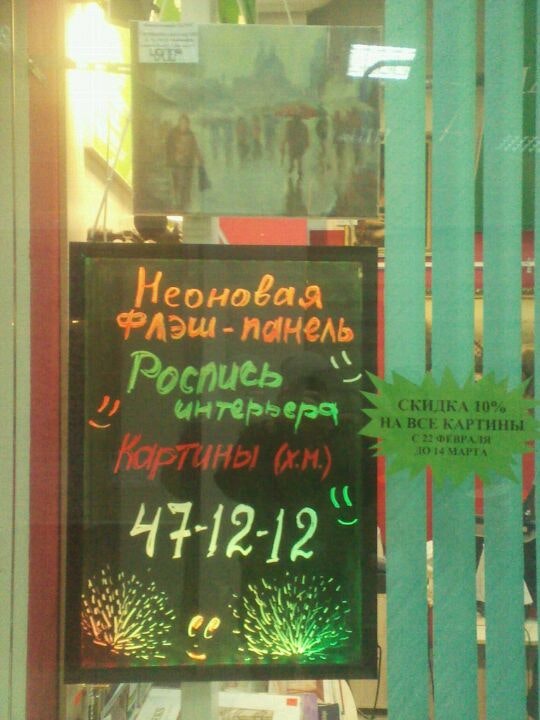 Неоновая
Флэш-панель
Роспись
интерьера
Картины (х.м.)
47-12-12
СКИДКА 10%
НА ВСЕ КАРТИНЫ
С 22 ФЕВРАЛЯ
ДО 14 МАРТА